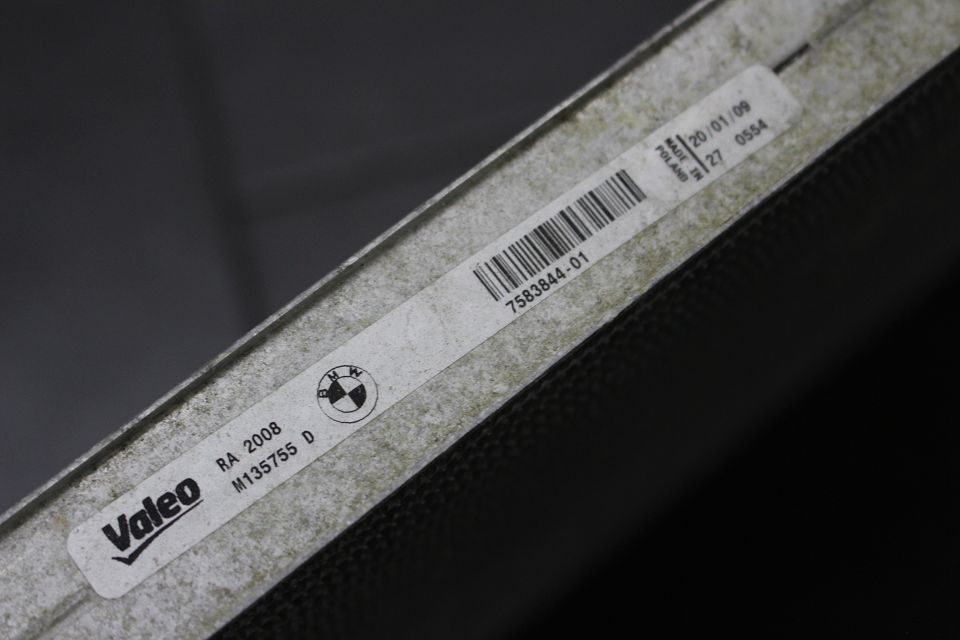 Valeo
RA 2008
M135755 D
BMW
7583844-01
MADE IN
POLAND
20/01/09
27 0554